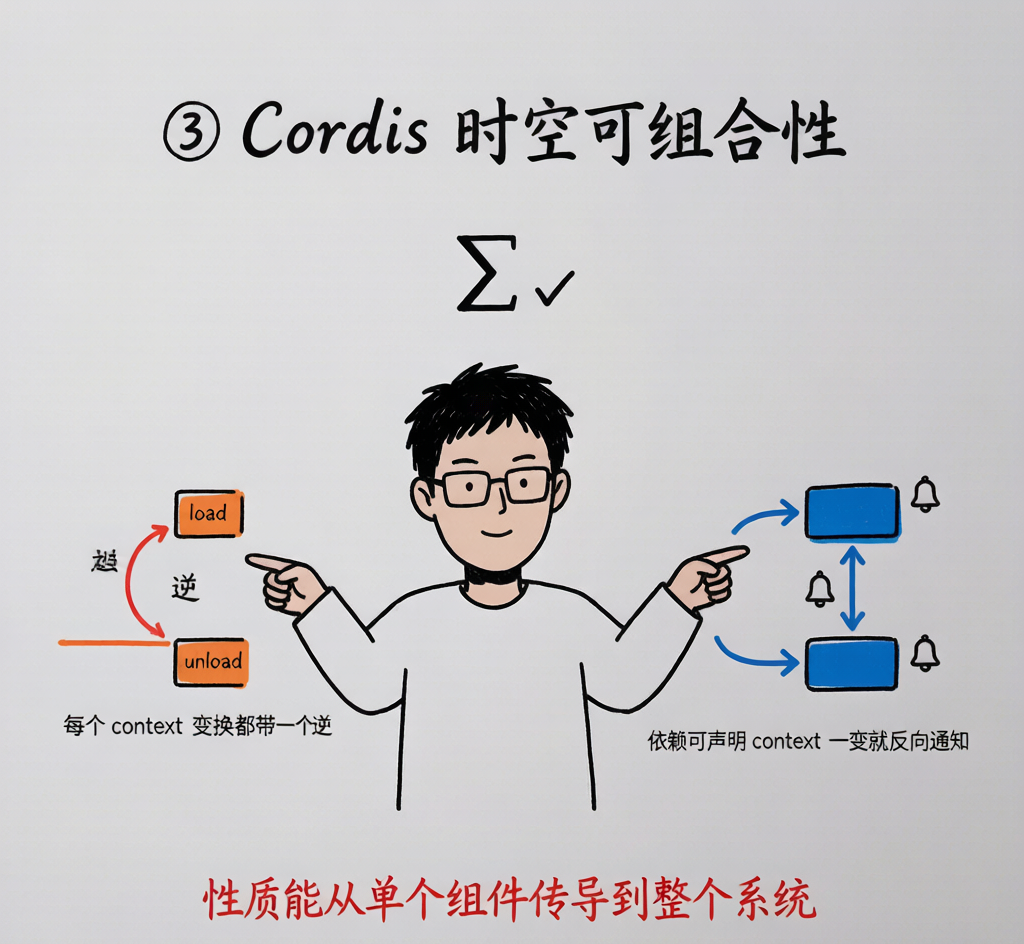 ③ Cordis 时空可组合性
Σ✓
load
逆
unload
每个 context 变换都带一个逆
依赖可声明 context 一变就反向通知
性质能从单个组件传导到整个系统